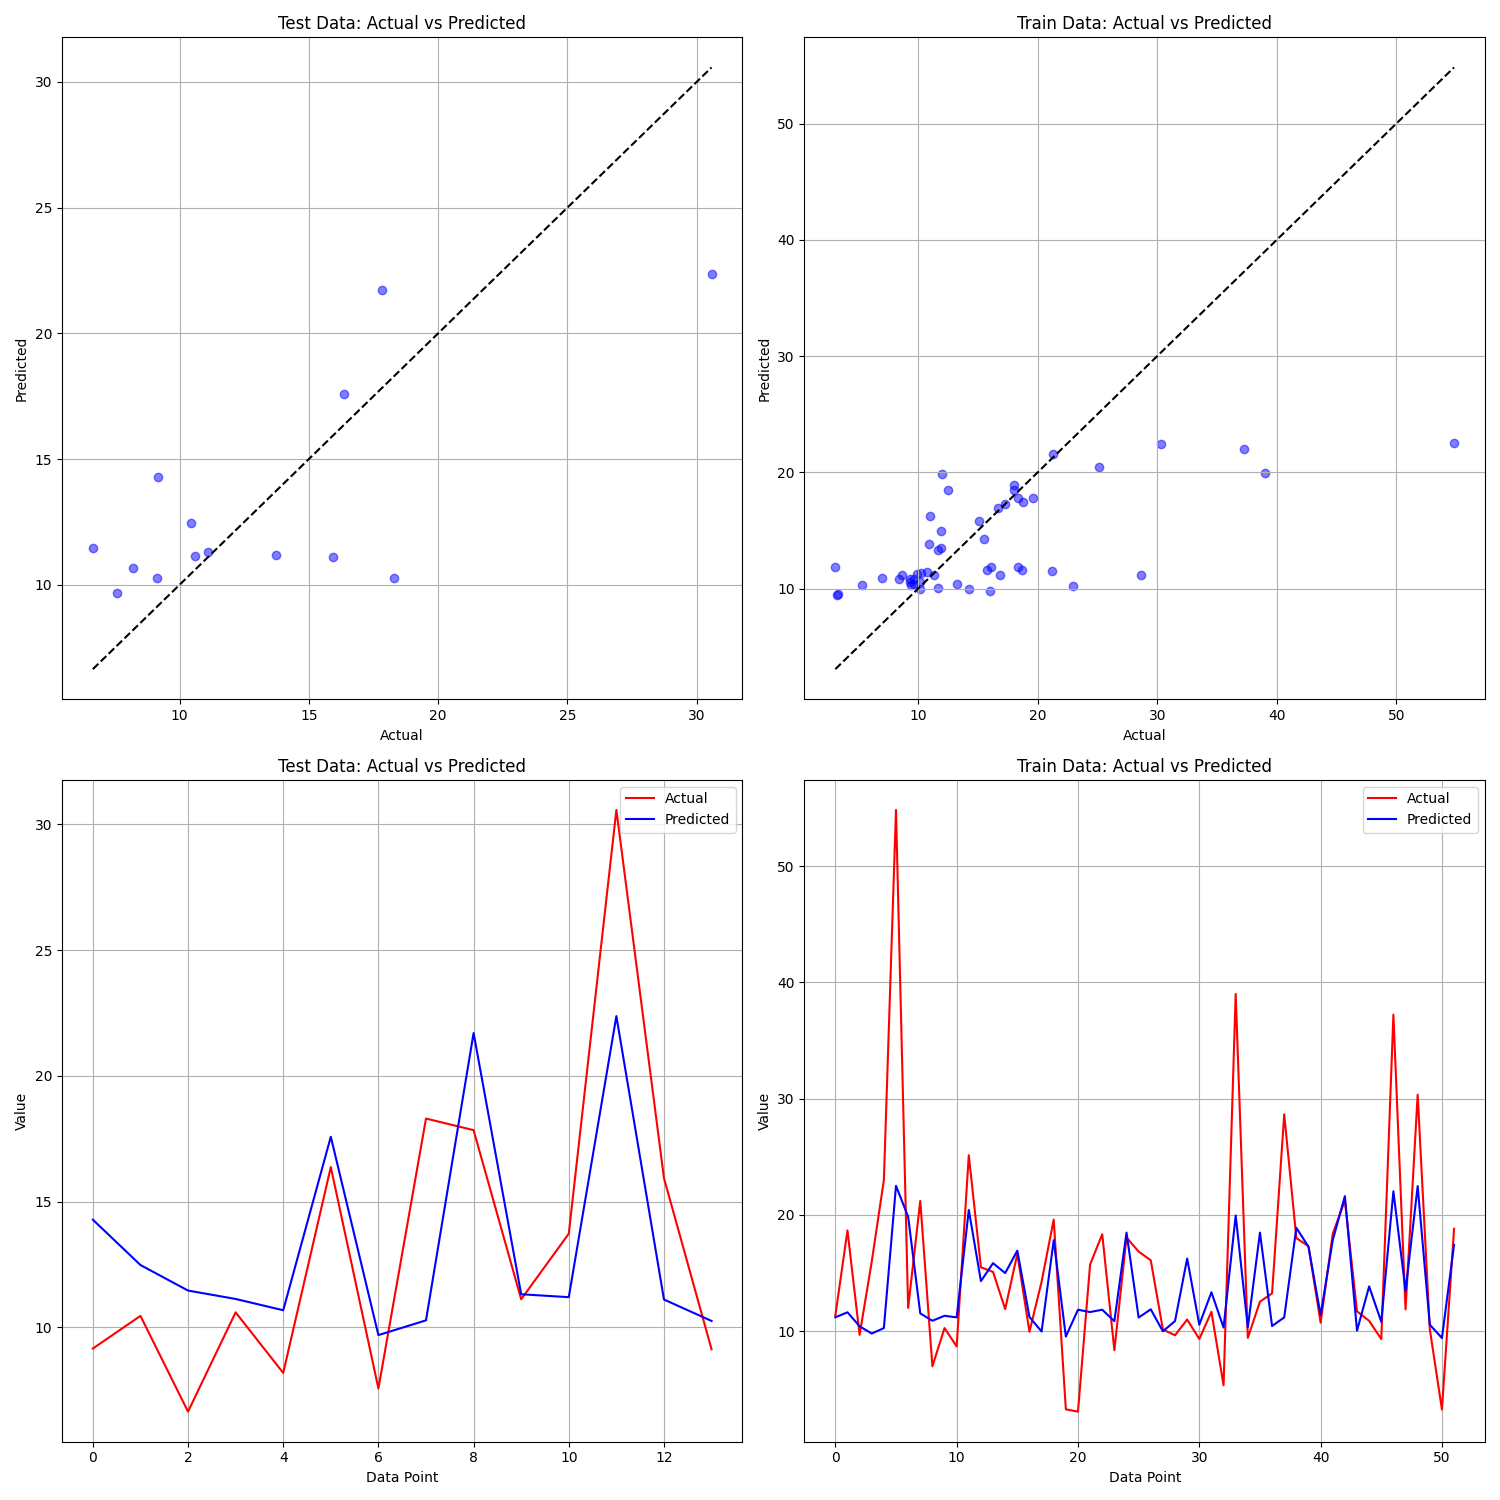 Test Data: Actual vs Predicted
Predicted
30
25
20
15
10
10 15 20 25 30
Actual
Train Data: Actual vs Predicted
Predicted
50
40
30
20
10
10 20 30 40 50
Actual
Test Data: Actual vs Predicted
Actual
Predicted
Value
30
25
20
15
10
0 2 4 6 8 10 12
Data Point
Train Data: Actual vs Predicted
Actual
Predicted
Value
50
40
30
20
10
0 10 20 30 40 50
Data Point